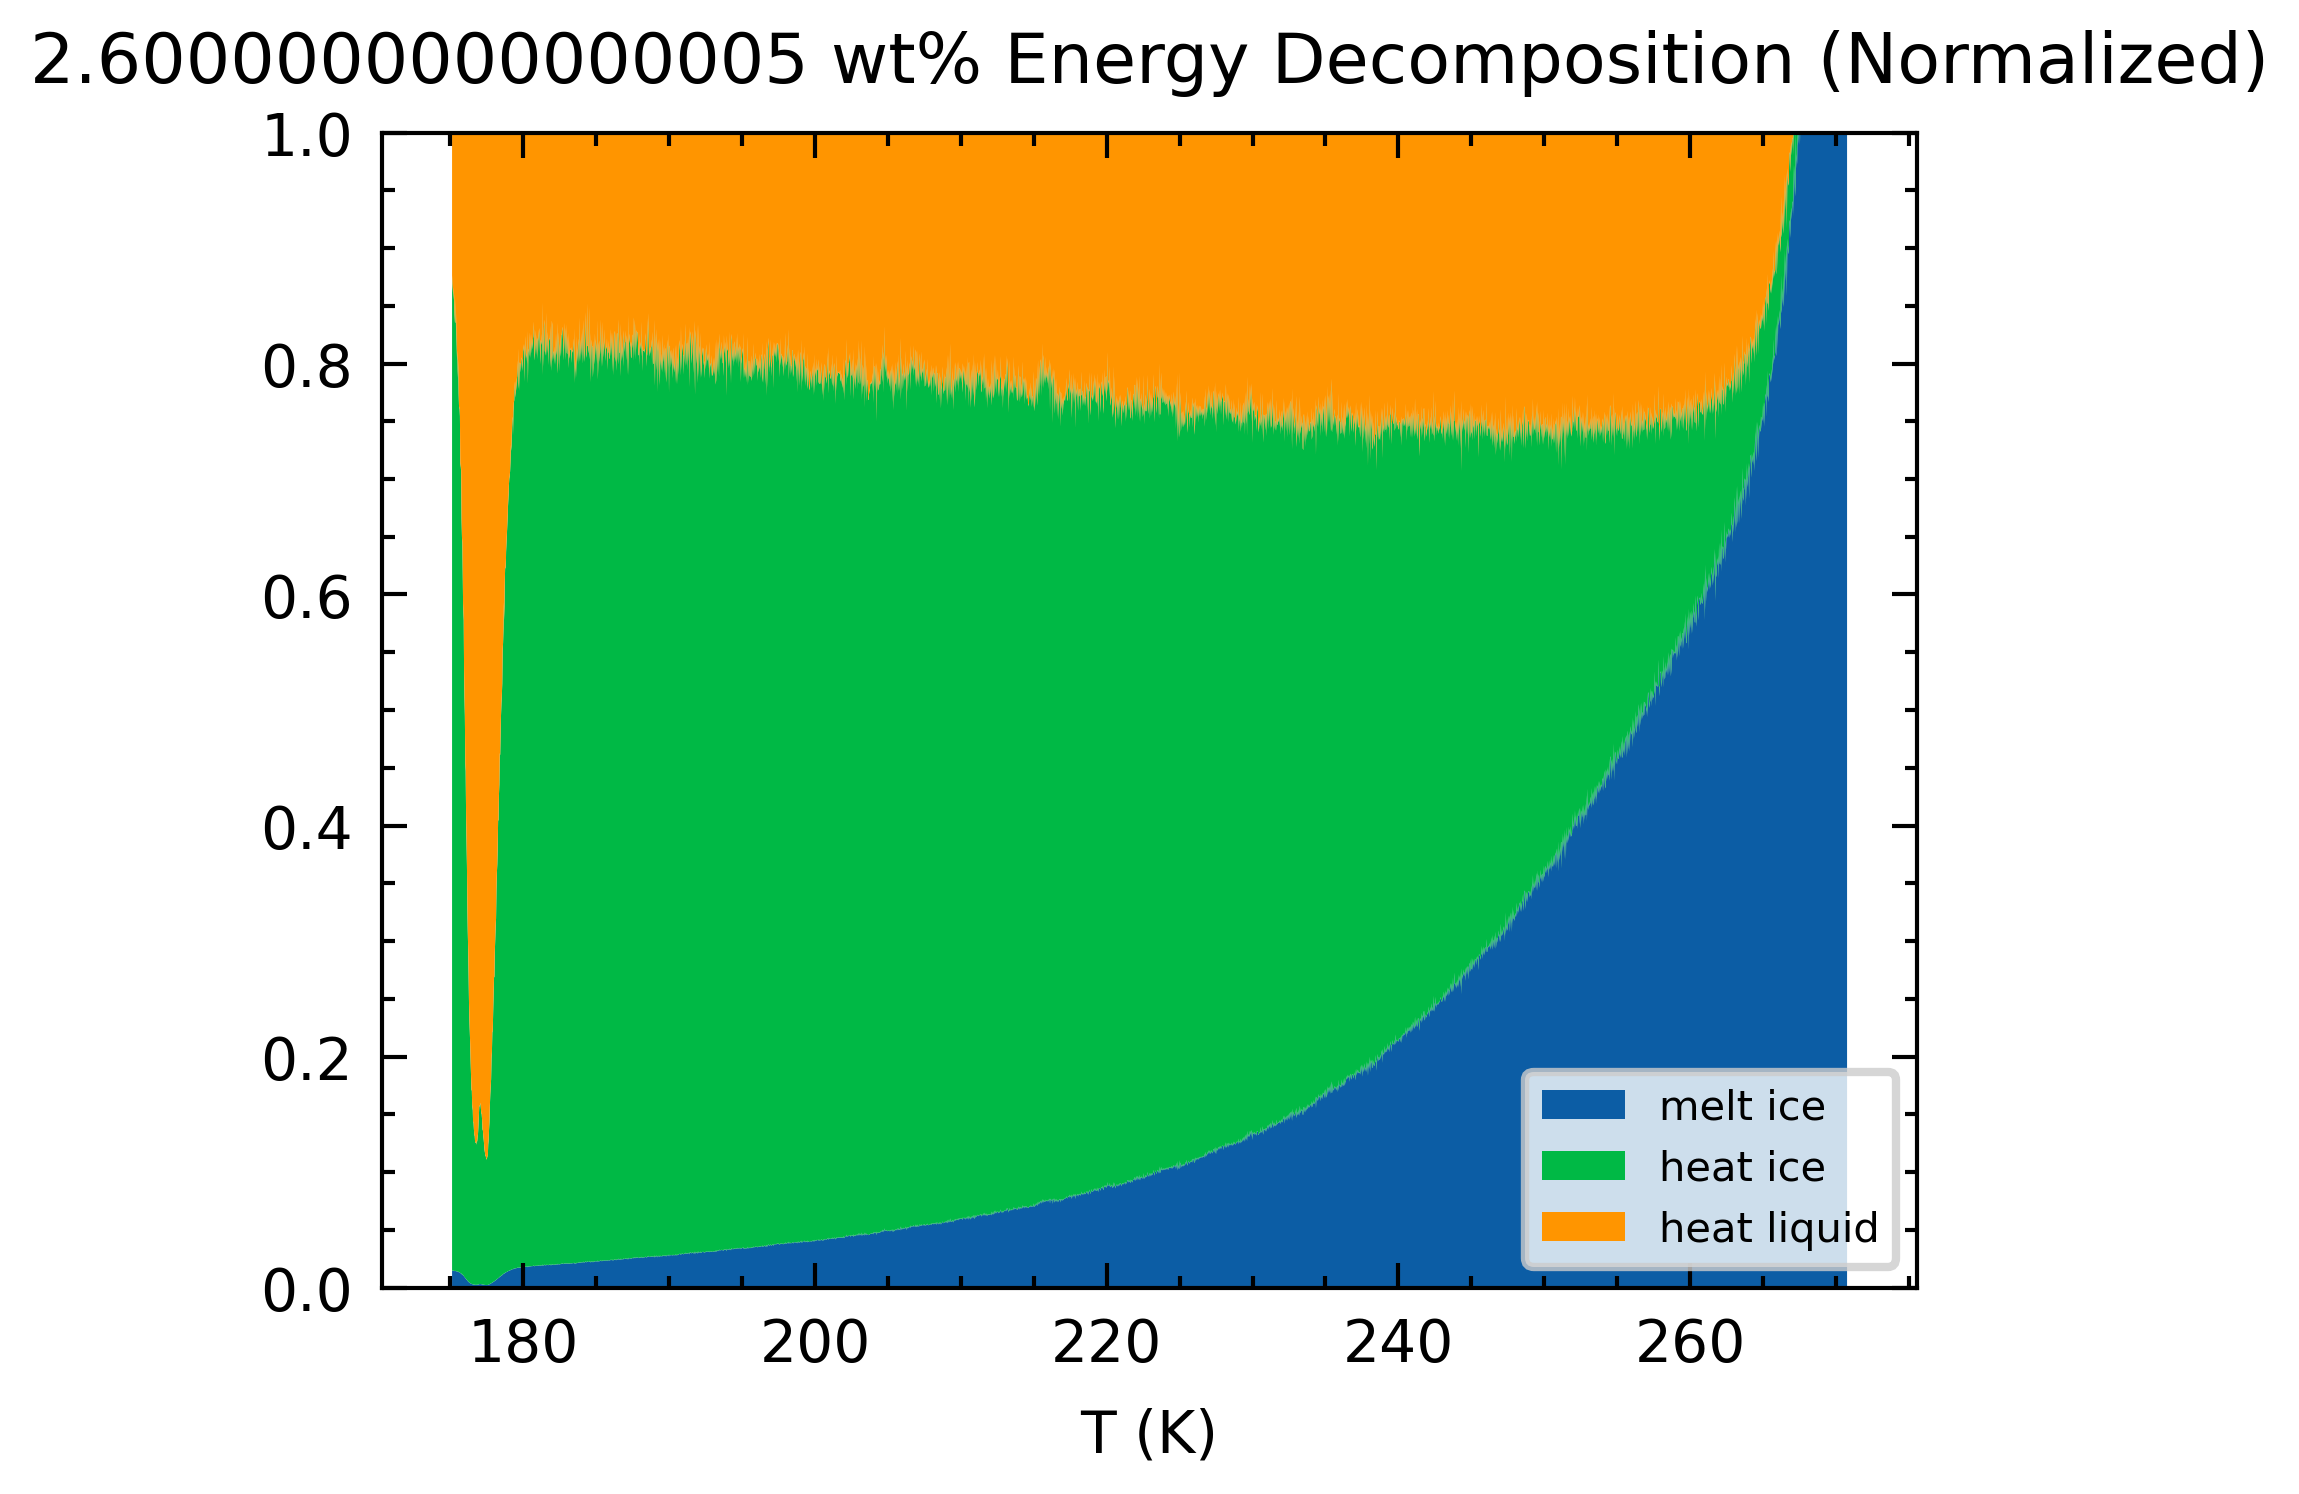 2.6000000000000005 wt% Energy Decomposition (Normalized)
1.0
0.8
0.6
0.4
0.2
0.0
melt ice
heat ice
heat liquid
180 200 220 240 260
T (K)